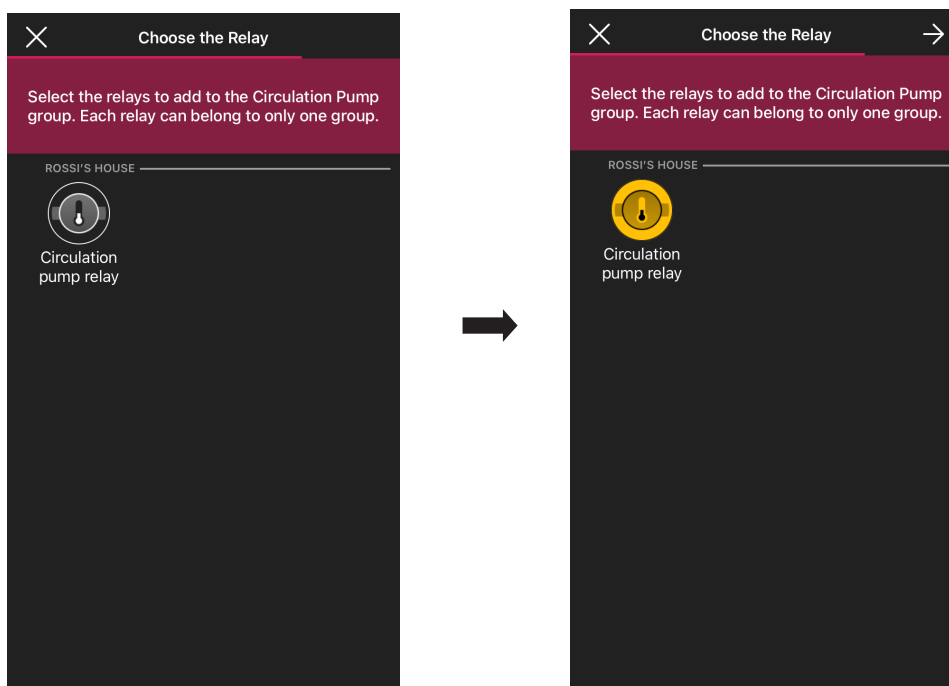 Choose the Relay
Select the relays to add to the Circulation Pump
group. Each relay can belong to only one group.
ROSSI'S HOUSE
Circulation
pump relay
Choose the Relay
Select the relays to add to the Circulation Pump
group. Each relay can belong to only one group.
ROSSI'S HOUSE
Circulation
pump relay